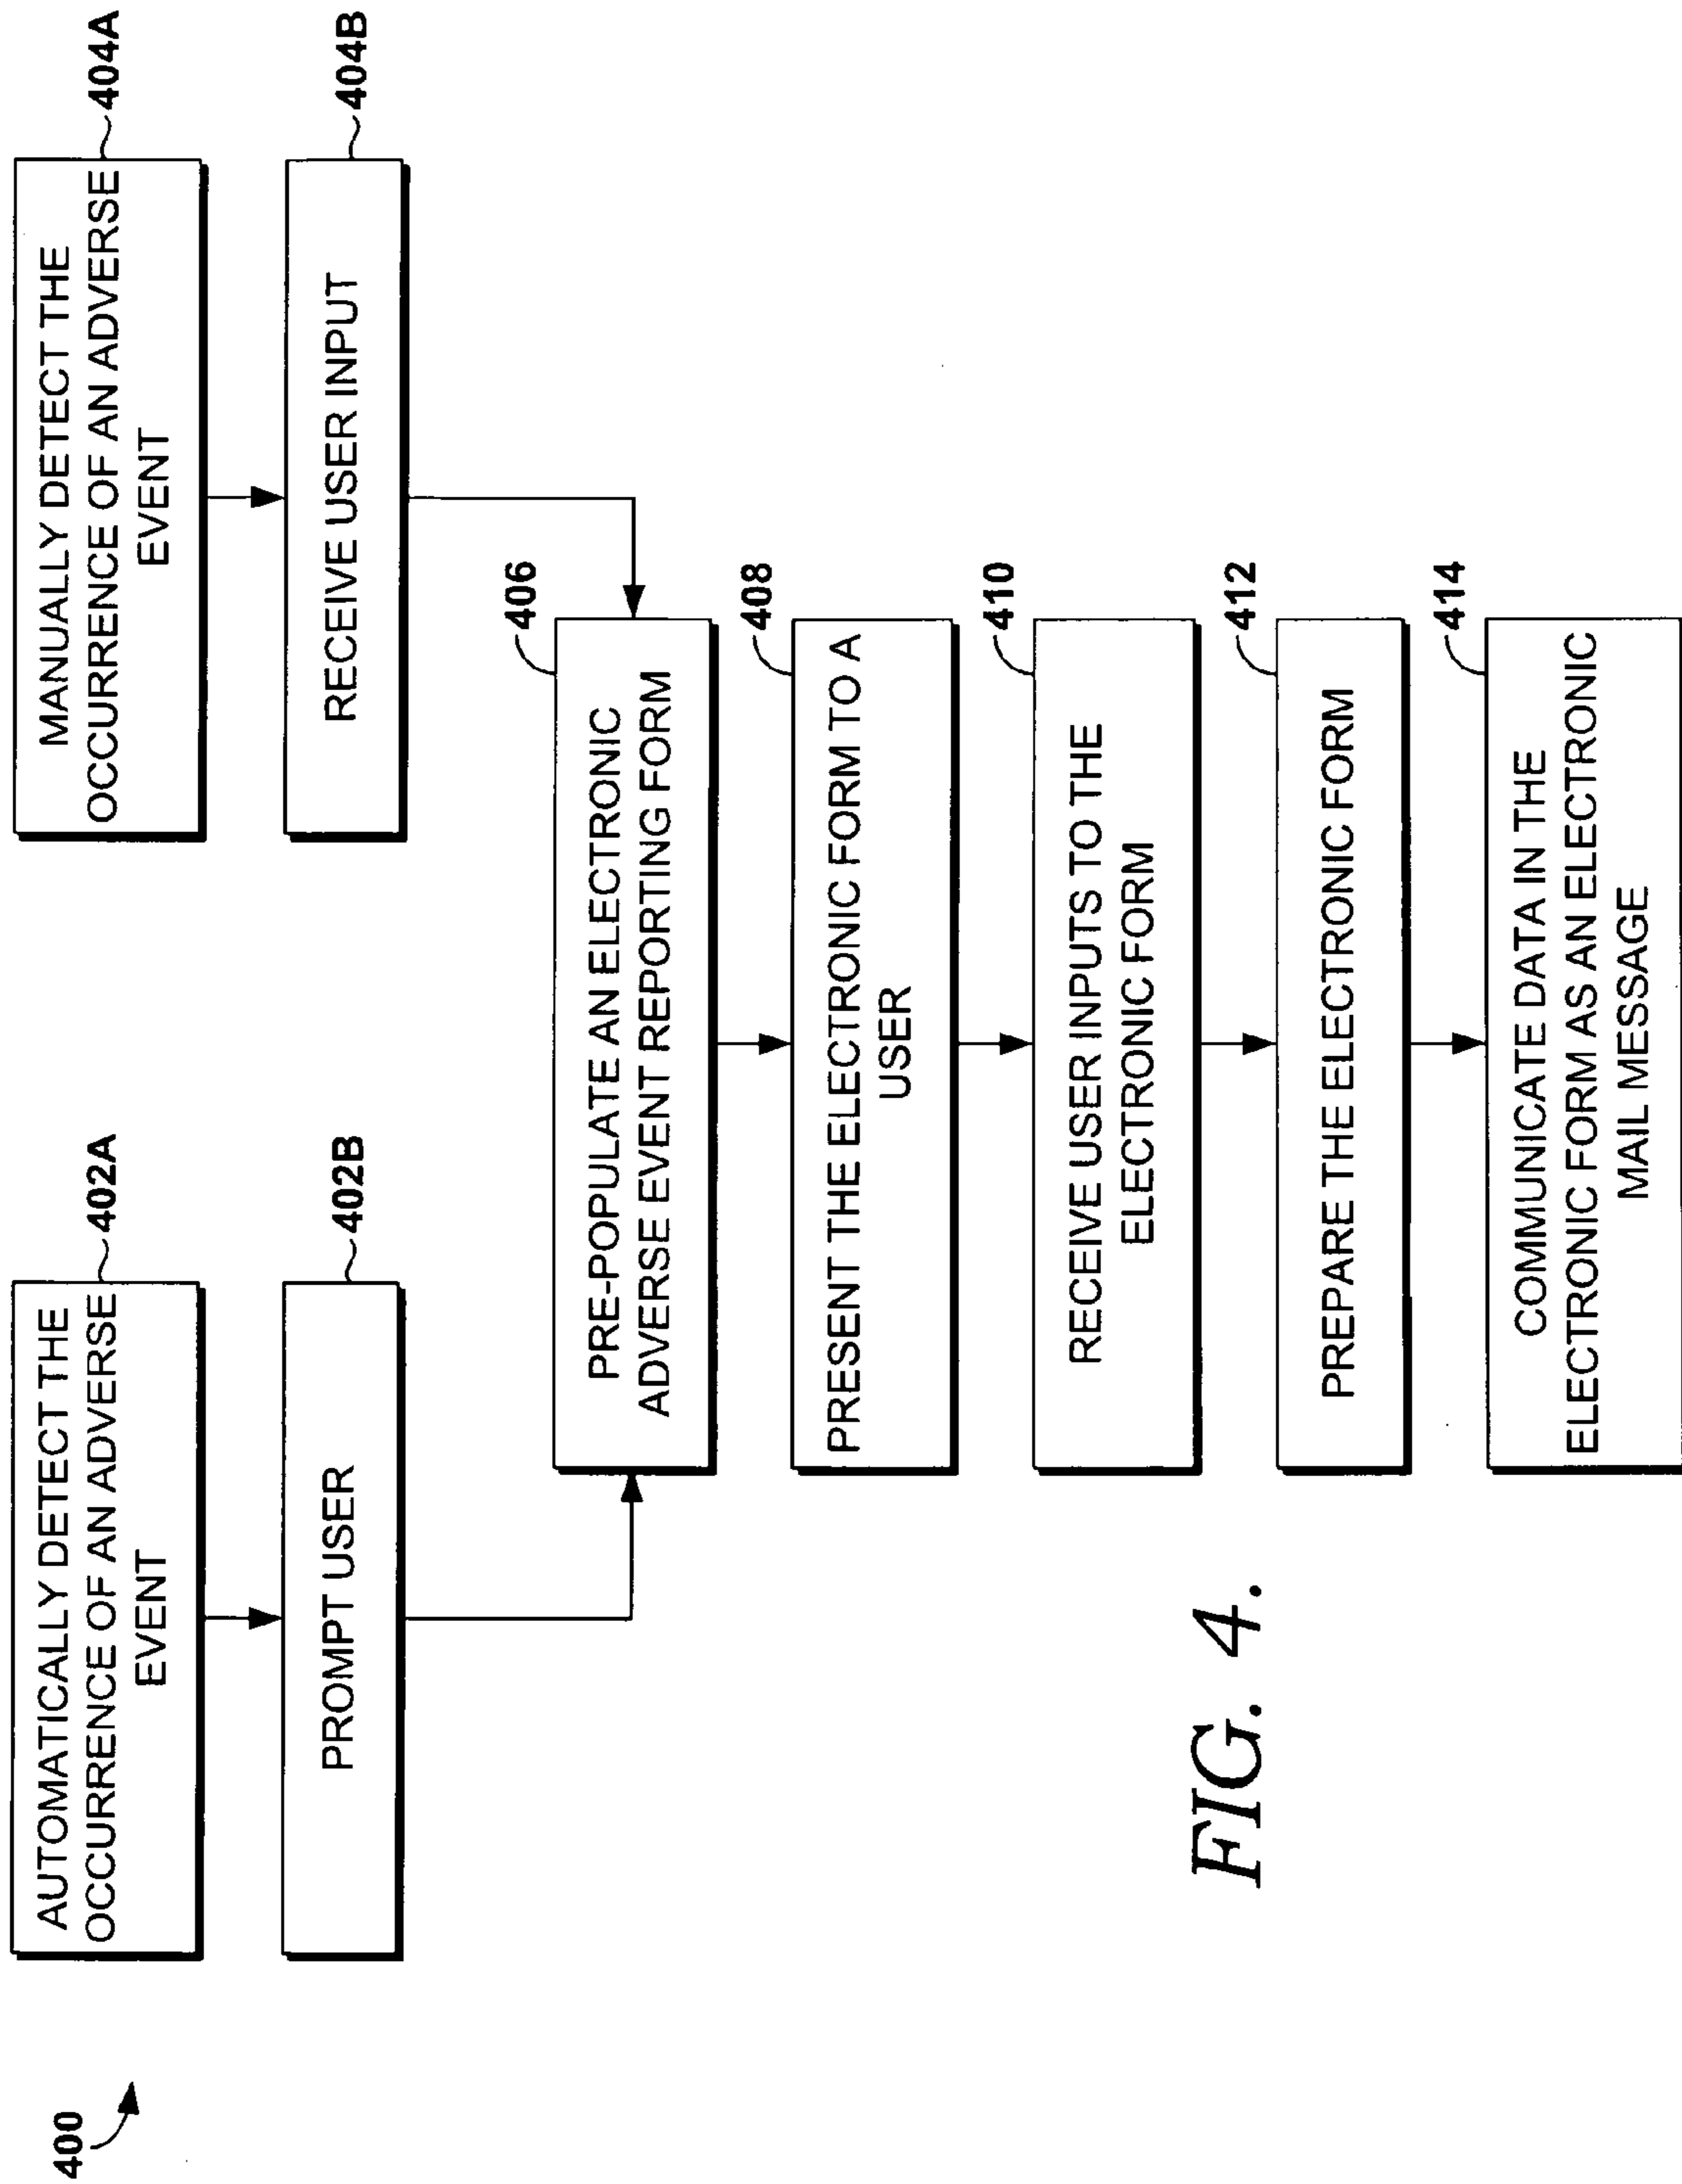 400
AUTOMATICALLY DETECT THE
OCCURRENCE OF AN ADVERSE
EVENT
402A
MANUALLY DETECT THE
OCCURRENCE OF AN ADVERSE
EVENT
404A
PROMPT USER
402B
RECEIVE USER INPUT
404B
406
PRE-POPULATE AN ELECTRONIC
ADVERSE EVENT REPORTING FORM
408
PRESENT THE ELECTRONIC FORM TO A
USER
410
RECEIVE USER INPUTS TO THE
ELECTRONIC FORM
412
PREPARE THE ELECTRONIC FORM
414
COMMUNICATE DATA IN THE
ELECTRONIC FORM AS AN ELECTRONIC
MAIL MESSAGE
FIG. 4.